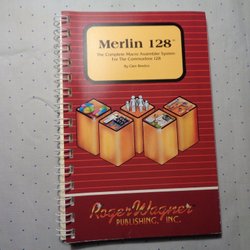 Merlin 128™
The Complete Macro Assembler System
For The Commodore 128
By Glen Bredon
Roger Wagner
PUBLISHING, INC.